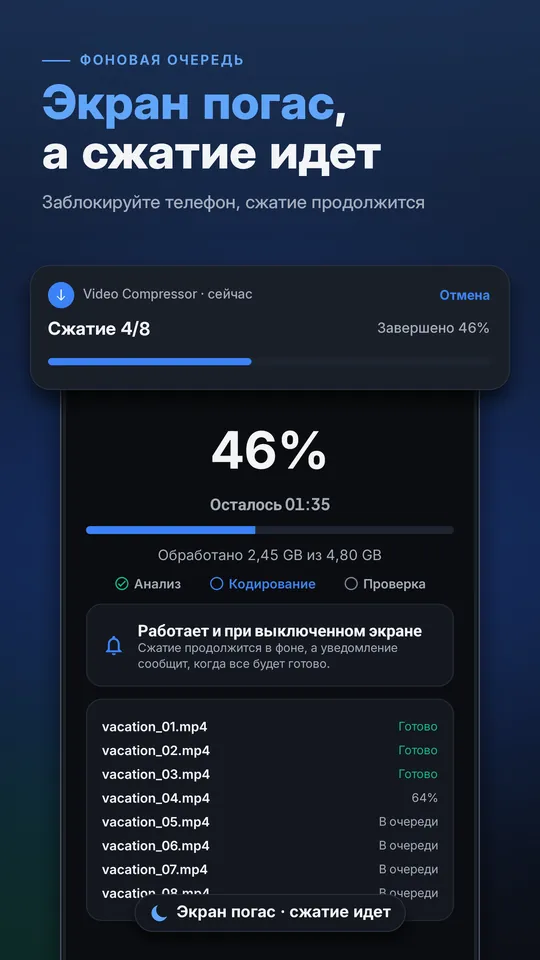 ФОНОВАЯ ОЧЕРЕДЬ
Экран погас,
а сжатие идет
Заблокируйте телефон, сжатие продолжится
Video Compressor · сейчас
Отмена
Сжатие 4/8
Завершено 46%
46%
Осталось 01:35
Обработано 2,45 GB из 4,80 GB
Анализ
Кодирование
Проверка
Работает и при выключенном экране
Сжатие продолжится в фоне, а уведомление
сообщит, когда все будет готово.
vacation_01.mp4 Готово
vacation_02.mp4 Готово
vacation_03.mp4 Готово
vacation_04.mp4 64%
vacation_05.mp4 В очереди
vacation_06.mp4 В очереди
vacation_07.mp4 В очереди
vacation_08.mp4 В очереди
Экран погас · сжатие идет